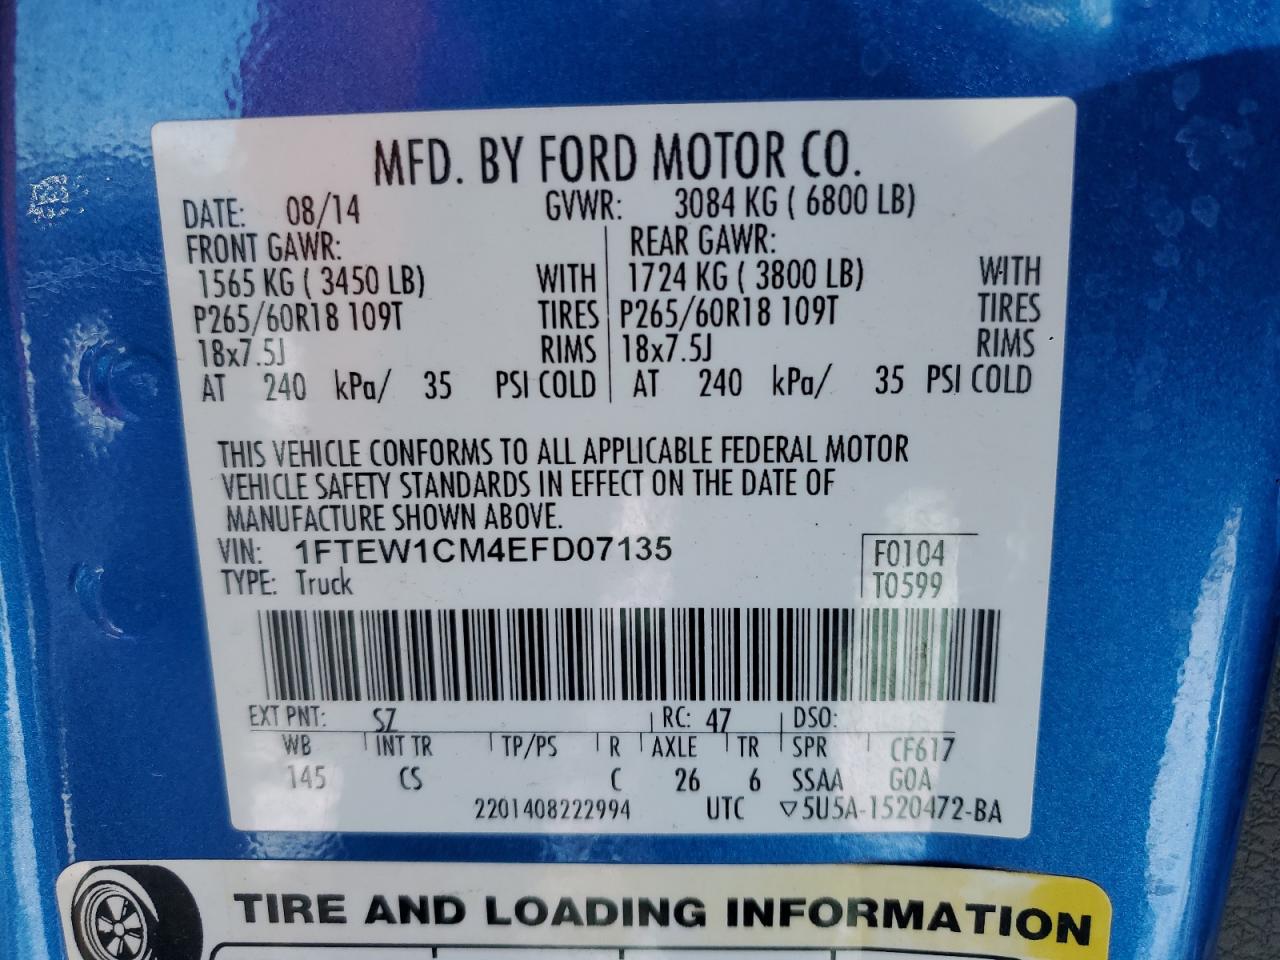 MFD. BY FORD MOTOR CO.
DATE: 08/14 GVWR: 3084 KG ( 6800 LB)
FRONT GAWR: REAR GAWR:
1565 KG ( 3450 LB) WITH 1724 KG ( 3800 LB) WITH
P265/60R18 109T TIRES P265/60R18 109T TIRES
18x7.5J RIMS 18x7.5J RIMS
AT 240 kPa/ 35 PSI COLD AT 240 kPa/ 35 PSI COLD
THIS VEHICLE CONFORMS TO ALL APPLICABLE FEDERAL MOTOR
VEHICLE SAFETY STANDARDS IN EFFECT ON THE DATE OF
MANUFACTURE SHOWN ABOVE.
VIN: 1FTEW1CM4EFD07135 F0104
TYPE: Truck T0599
EXT PNT: SZ RC: 47 DSO:
WB INT TR TP/PS R AXLE TR SPR CF617
145 CS C 26 6 SSAA GOA
2201408222994 UTC ▽5U5A-1520472-BA
TIRE AND LOADING INFORMATION